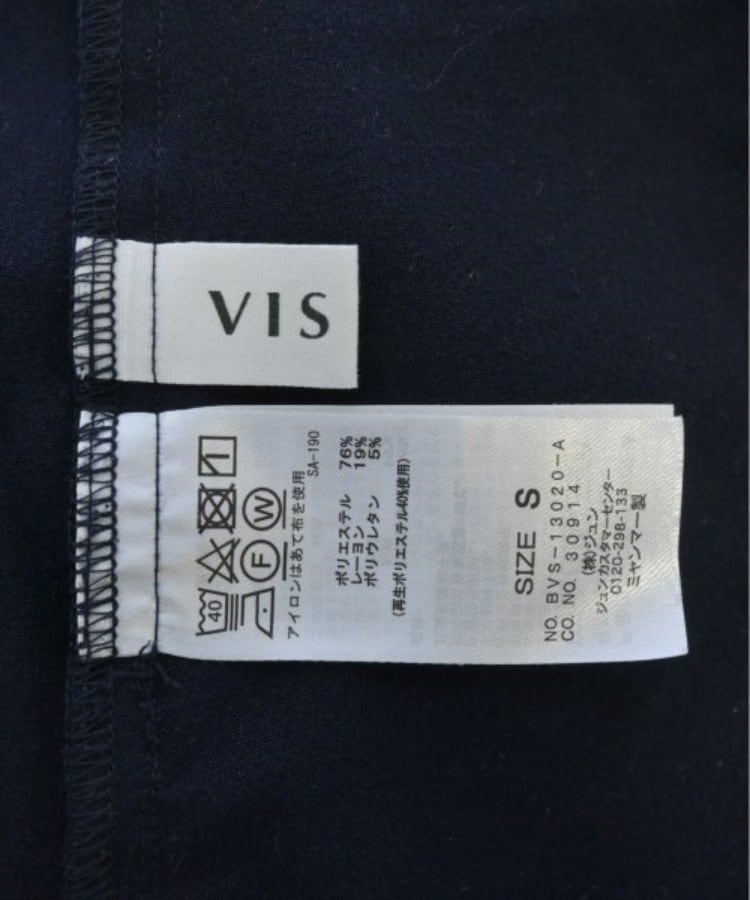 VIS
40
F W
アイロンはあて布を使用
SA-190
ポリエステル 76%
レーヨン 19%
ポリウレタン 5%
(再生ポリエステル40%使用)
SIZE S
NO. BVS-13020-A
CO. NO. 30914
(株)ジュン
ジュンカスタマーセンター
0120-298-133
ミャンマー製